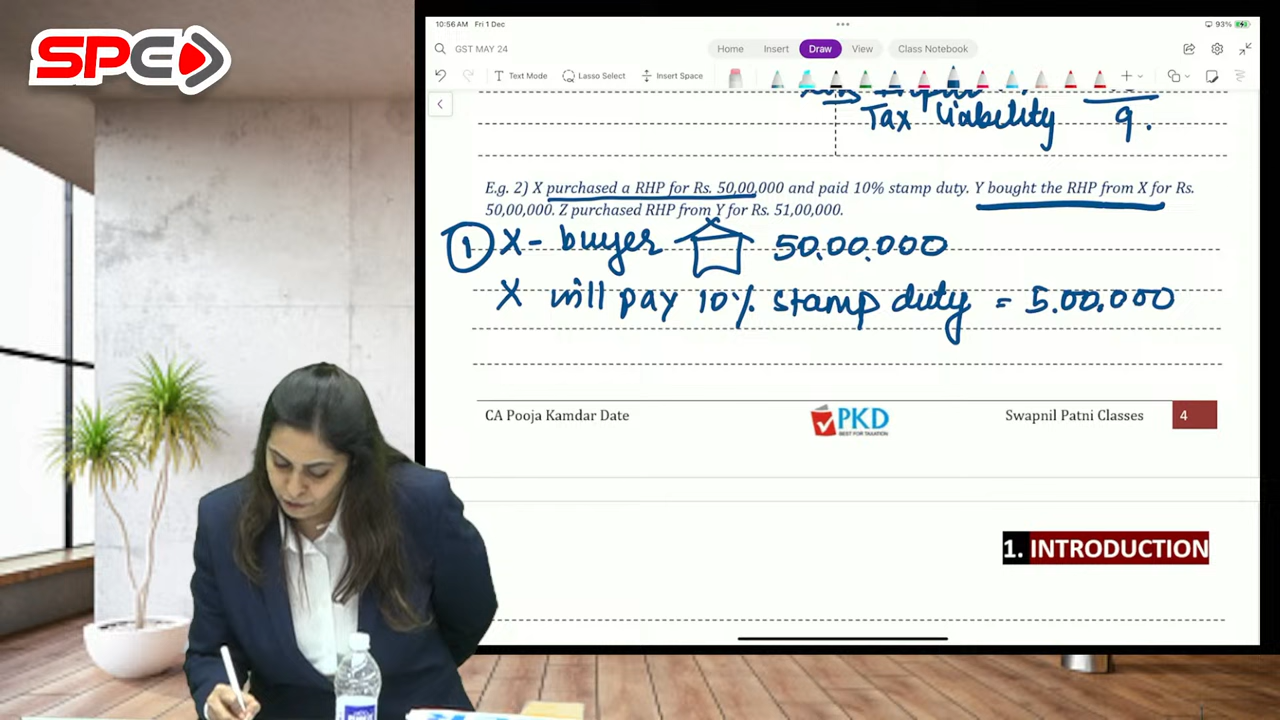 SPC
10:56 AM Fri 1 Dec
93%
GST MAY 24
Home Insert Draw View Class Notebook
Text Mode Lasso Select Insert Space
Tax Liability 9.
E.g. 2) X purchased a RHP for Rs. 50,00,000 and paid 10% stamp duty. Y bought the RHP from X for Rs.
50,00,000. Z purchased RHP from Y for Rs. 51,00,000.
1 X - buyer 50,00,000
X will pay 10% stamp duty = 5,00,000
CA Pooja Kamdar Date
PKD
BEST FOR TAXATION
Swapnil Patni Classes 4
1. INTRODUCTION